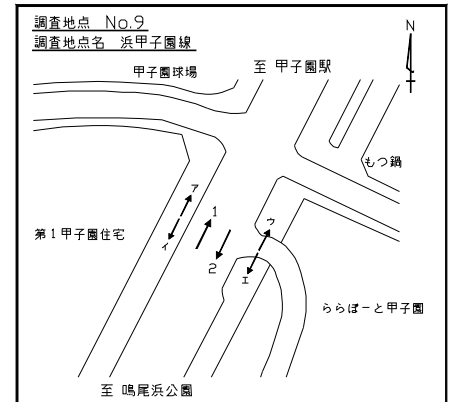 調査地点 No.9
調査地点名 浜甲子園線
N
甲子園球場
至 甲子園駅
もつ鍋
ア
イ
1
2
ウ
エ
第1甲子園住宅
ららぽーと甲子園
至 鳴尾浜公園